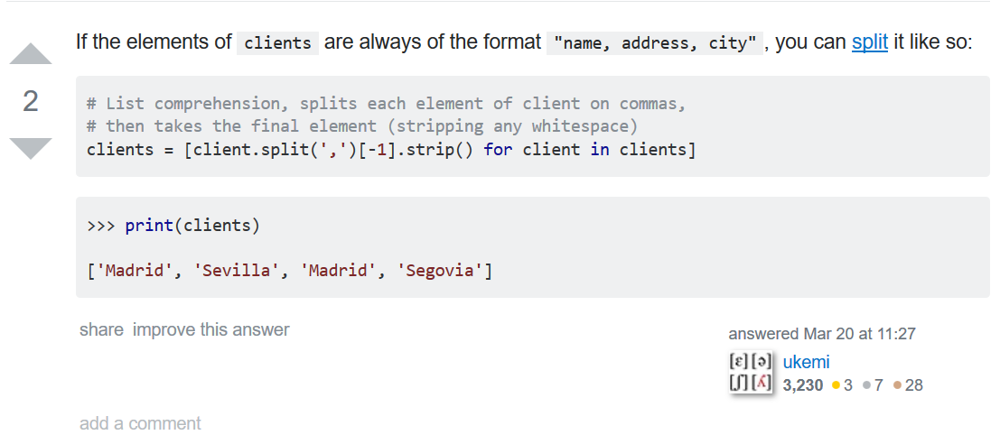 If the elements of clients are always of the format "name, address, city", you can split it like so:
2
# List comprehension, splits each element of client on commas,
# then takes the final element (stripping any whitespace)
clients = [client.split(',')[-1].strip() for client in clients]
>>> print(clients)
['Madrid', 'Sevilla', 'Madrid', 'Segovia']
share improve this answer
answered Mar 20 at 11:27
[ɛ] [ə] ukemi
[ʃ] [ʎ] 3,230 ●3 ●7 ●28
add a comment